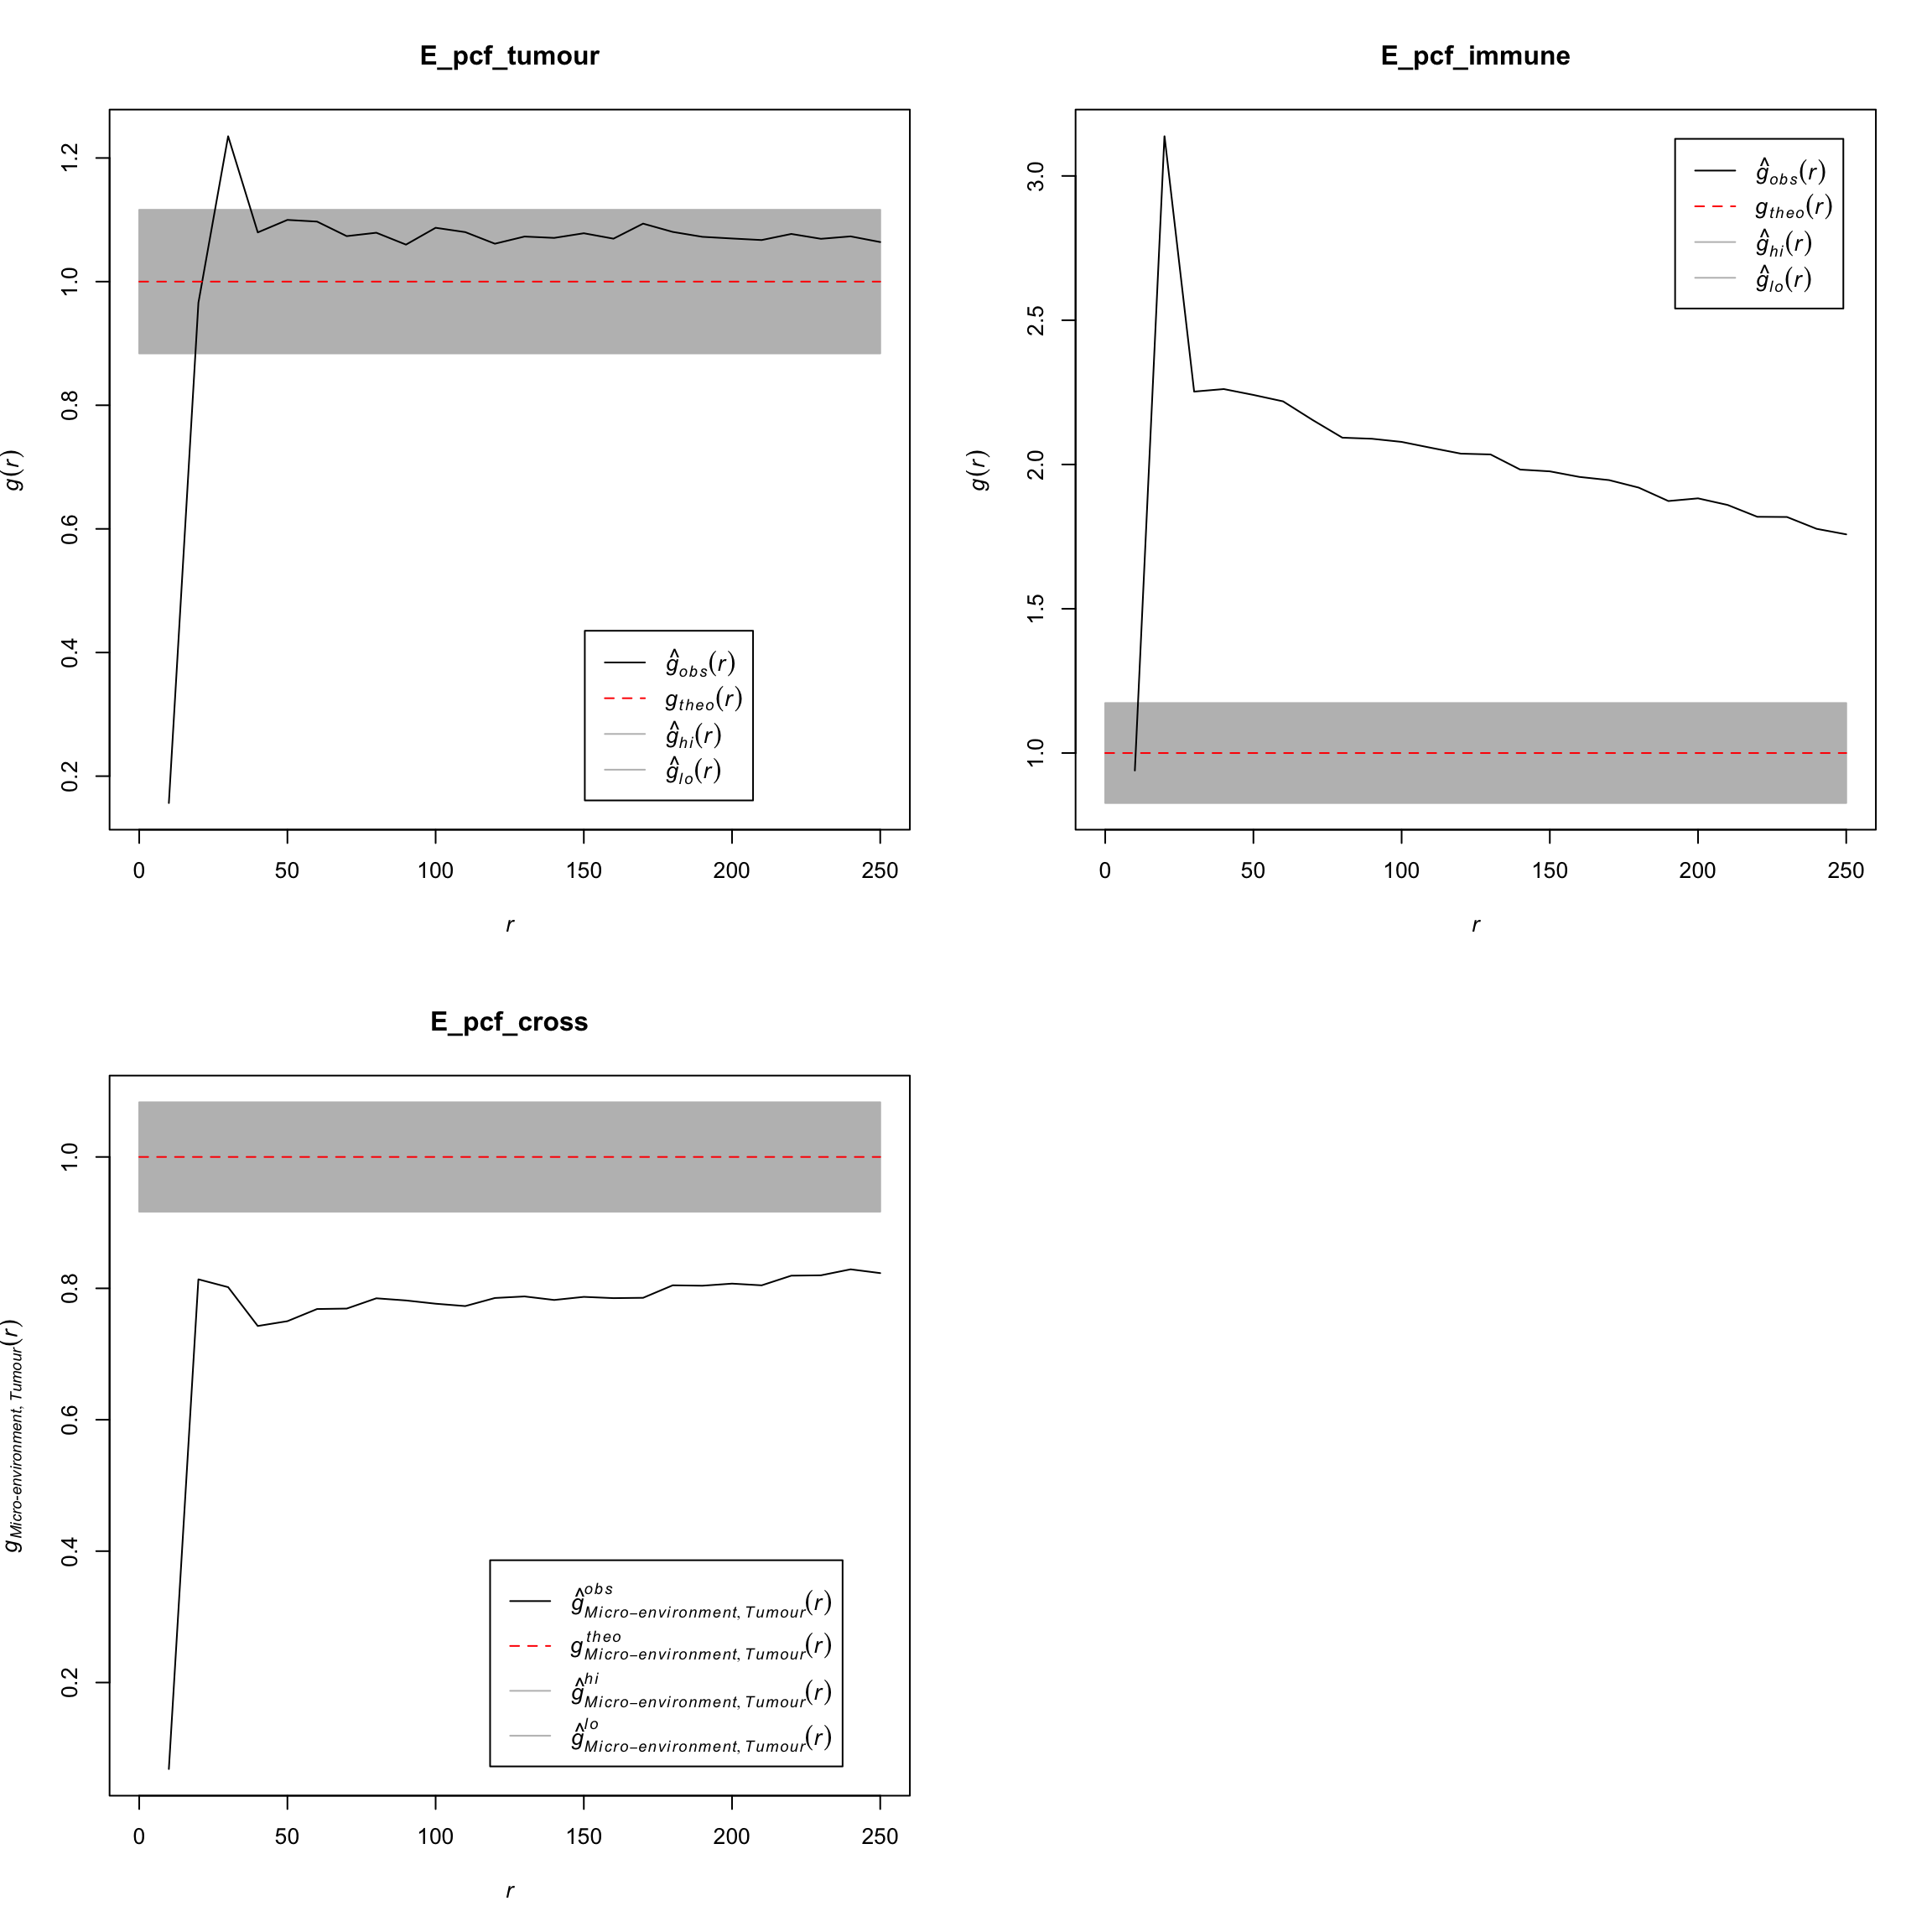 E_pcf_tumour
g(r)
1.2
1.0
0.8
0.6
0.4
0.2
ĝobs(r)
gtheo(r)
ĝhi(r)
ĝlo(r)
0 50 100 150 200 250
r
E_pcf_immune
g(r)
3.0
2.5
2.0
1.5
1.0
ĝobs(r)
gtheo(r)
ĝhi(r)
ĝlo(r)
0 50 100 150 200 250
r
E_pcf_cross
gMicro-environment, Tumour(r)
1.0
0.8
0.6
0.4
0.2
ĝobsMicro−environment, Tumour(r)
gtheoMicro−environment, Tumour(r)
ĝhiMicro−environment, Tumour(r)
ĝloMicro−environment, Tumour(r)
0 50 100 150 200 250
r